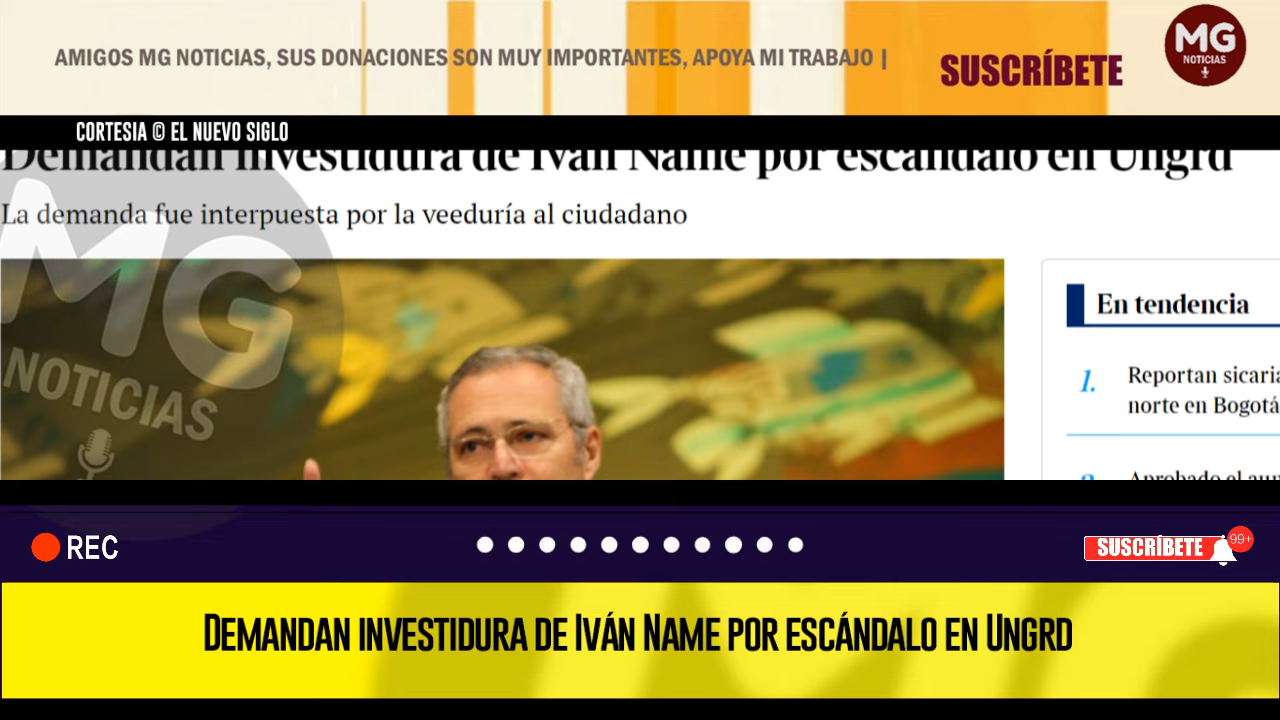 AMIGOS MG NOTICIAS, SUS DONACIONES SON MUY IMPORTANTES, APOYA MI TRABAJO |
SUSCRÍBETE
MG
NOTICIAS
CORTESIA © EL NUEVO SIGLO
Demandan investidura de Iván Name por escándalo en Ungrd
La demanda fue interpuesta por la veeduría al ciudadano
MG
NOTICIAS
En tendencia
1. Reportan
norte en Bogotá
Aprobado el
REC
SUSCRÍBETE
99+
DEMANDAN INVESTIDURA DE IVÁN NAME POR ESCÁNDALO EN UNGRD